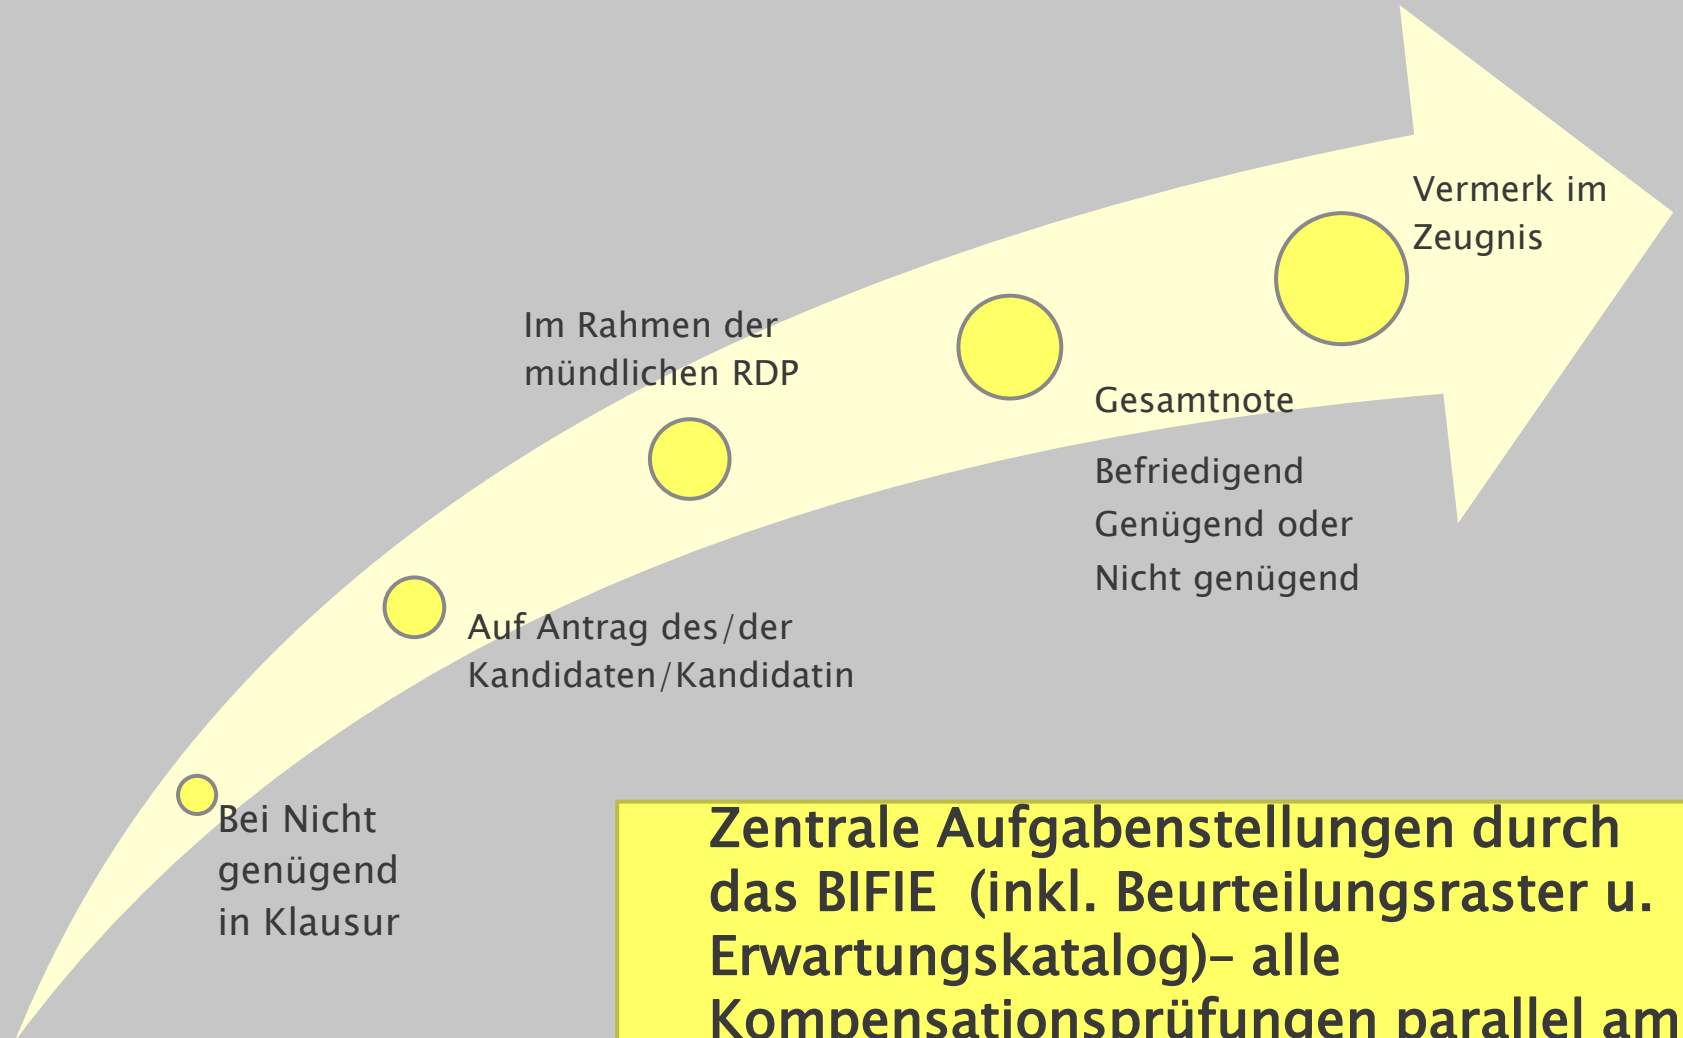 Vermerk im
Zeugnis
Im Rahmen der
mündlichen RDP
Gesamtnote
Befriedigend
Genügend oder
Nicht genügend
Auf Antrag des/der
Kandidaten/Kandidatin
Bei Nicht
genügend
in Klausur
Zentrale Aufgabenstellungen durch
das BIFIE (inkl. Beurteilungsraster u.
Erwartungskatalog)– alle
Kompensationsprüfungen parallel am